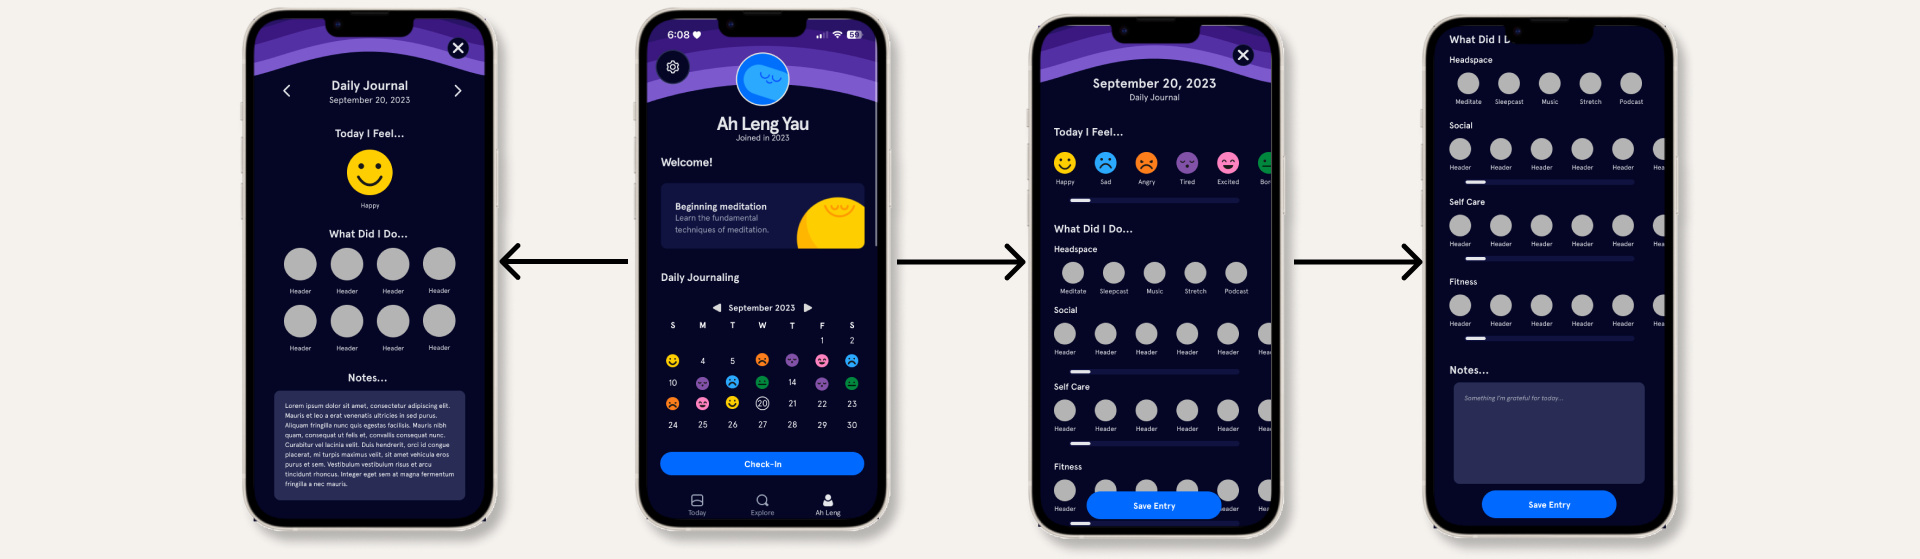 Daily Journal
September 20, 2023
Today I Feel...
Happy
What Did I Do...
Header Header Header Header
Header Header Header Header
Notes...
Lorem ipsum dolor sit amet, consectetur adipiscing elit.
Mauris et leo a erat venenatis ultricies in sed purus.
Aliquam fringilla nunc quis egestas facilisis. Mauris nibh
quam, consequat ut felis et, convallis consequat nunc.
Curabitur vel lacinia velit. Duis hendrerit, orci id congue
placerat, mi turpis maximus velit, sit amet vehicula eros
purus et sem. Vestibulum vestibulum risus et arcu
tincidunt rhoncus. Integer eget sem at magna fermentum
fringilla a nec mauris.
6:08
59
Ah Leng Yau
Joined in 2023
Welcome!
Beginning meditation
Learn the fundamental
techniques of meditation.
Daily Journaling
September 2023
S M T W T F S
1 2
4 5
10 14
20 21 22 23
24 25 26 27 28 29 30
Check-In
Today Explore Ah Leng
September 20, 2023
Daily Journal
Today I Feel...
Happy Sad Angry Tired Excited Bor
What Did I Do...
Headspace
Meditate Sleepcast Music Stretch Podcast
Social
Header Header Header Header Header Hea
Self Care
Header Header Header Header Header Hea
Fitness
Header eader Hea
Save Entry
What Did I D
Headspace
Meditate Sleepcast Music Stretch Podcast
Social
Header Header Header Header Header Hea
Self Care
Header Header Header Header Header Hea
Fitness
Header Header Header Header Header Hea
Notes...
Something I'm grateful for today...
Save Entry